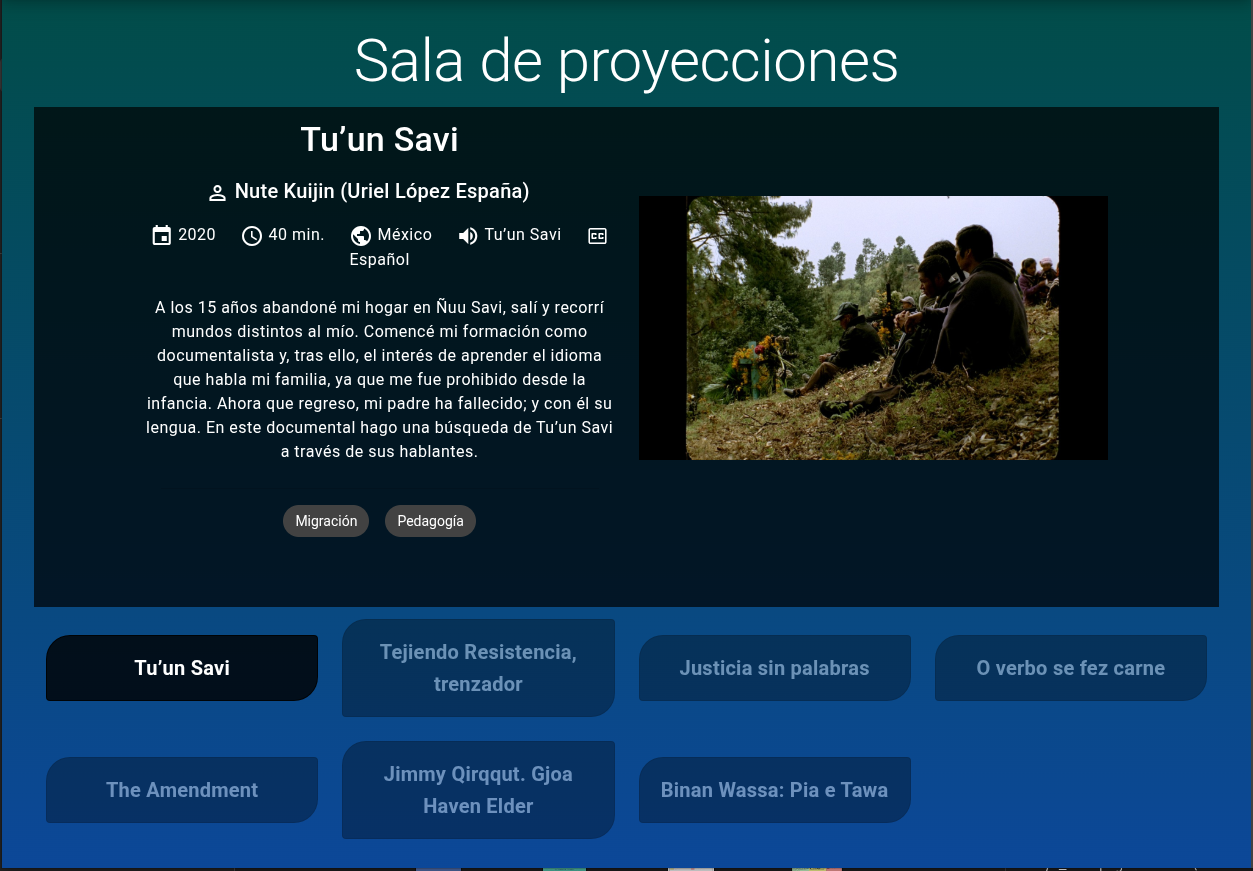 Sala de proyecciones
Tu’un Savi
Nute Kuijin (Uriel López España)
2020 40 min. México Tu’un Savi CC
Español
A los 15 años abandoné mi hogar en Ñuu Savi, salí y recorrí
mundos distintos al mío. Comencé mi formación como
documentalista y, tras ello, el interés de aprender el idioma
que habla mi familia, ya que me fue prohibido desde la
infancia. Ahora que regreso, mi padre ha fallecido; y con él su
lengua. En este documental hago una búsqueda de Tu’un Savi
a través de sus hablantes.
Migración Pedagogía
Tu’un Savi
Tejiendo Resistencia,
trenzador
Justicia sin palabras
O verbo se fez carne
The Amendment
Jimmy Qirqqut. Gjoa
Haven Elder
Binan Wassa: Pia e Tawa